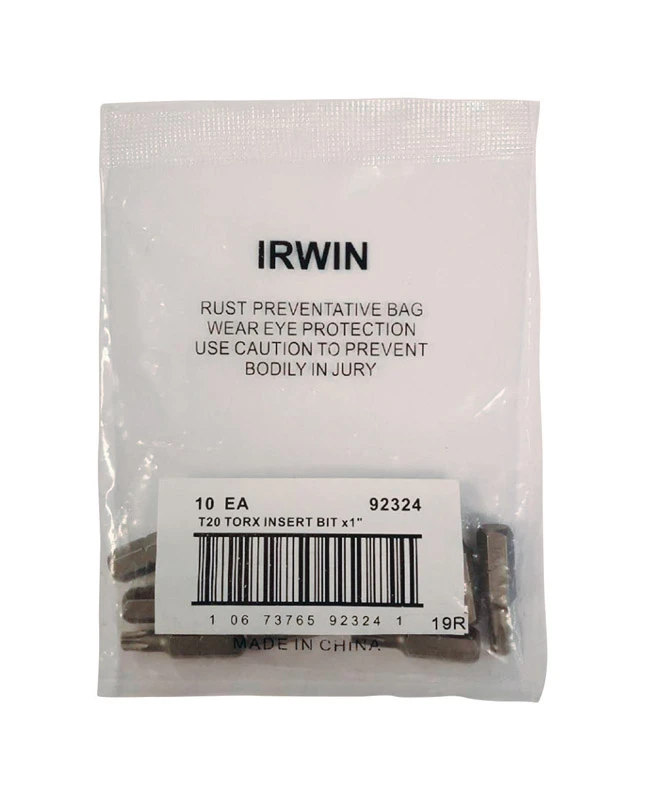 IRWIN
RUST PREVENTATIVE BAG
WEAR EYE PROTECTION
USE CAUTION TO PREVENT
BODILY IN JURY
10 EA 92324
T20 TORX INSERT BIT x1"
1 06 73765 92324 1
19R
MADE IN CHINA